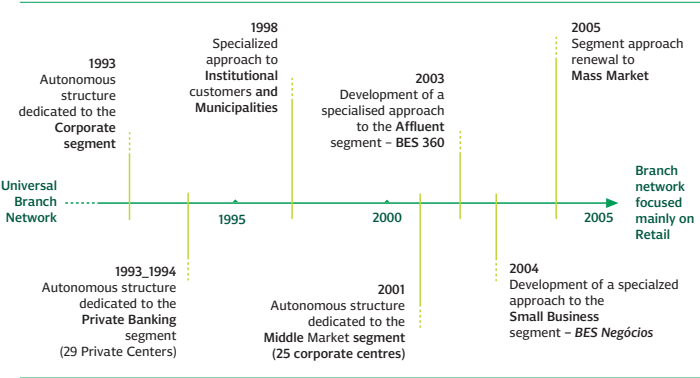 1993
Autonomous
structure
dedicated to the
Corporate
segment
1998
Specialized
approach to
Institutional
customers and
Municipalities
2003
Development of a
specialised approach
to the Affluent
segment – BES 360
2005
Segment approach
renewal to
Mass Market
Universal
Branch
Network
1995
2000
2005
Branch
network
focused
mainly on
Retail
1993_1994
Autonomous structure
dedicated to the
Private Banking
segment
(29 Private Centers)
2001
Autonomous structure
dedicated to the
Middle Market segment
(25 corporate centres)
2004
Development of a specialzed
approach to the
Small Business
segment – BES Negócios